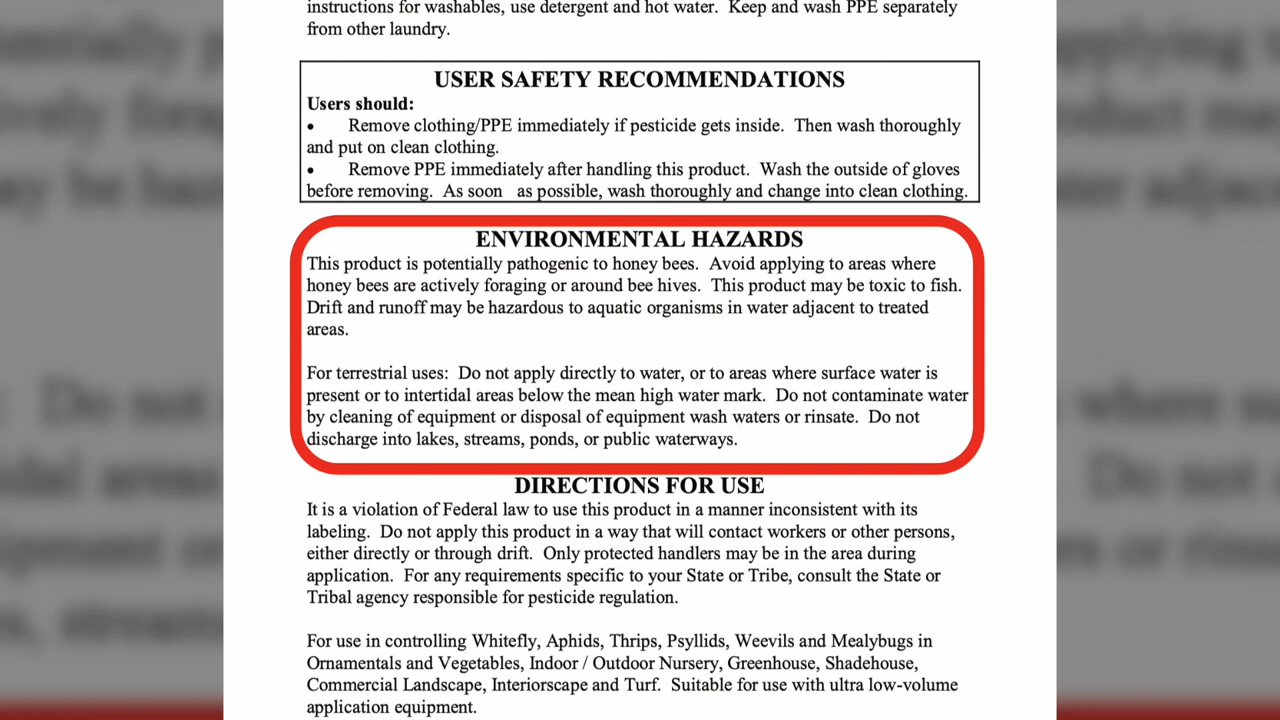 instructions for washables, use detergent and hot water. Keep and wash PPE separately
from other laundry.
USER SAFETY RECOMMENDATIONS
Users should:
• Remove clothing/PPE immediately if pesticide gets inside. Then wash thoroughly
and put on clean clothing.
• Remove PPE immediately after handling this product. Wash the outside of gloves
before removing. As soon as possible, wash thoroughly and change into clean clothing.
ENVIRONMENTAL HAZARDS
This product is potentially pathogenic to honey bees. Avoid applying to areas where
honey bees are actively foraging or around bee hives. This product may be toxic to fish.
Drift and runoff may be hazardous to aquatic organisms in water adjacent to treated
areas.
For terrestrial uses: Do not apply directly to water, or to areas where surface water is
present or to intertidal areas below the mean high water mark. Do not contaminate water
by cleaning of equipment or disposal of equipment wash waters or rinsate. Do not
discharge into lakes, streams, ponds, or public waterways.
DIRECTIONS FOR USE
It is a violation of Federal law to use this product in a manner inconsistent with its
labeling. Do not apply this product in a way that will contact workers or other persons,
either directly or through drift. Only protected handlers may be in the area during
application. For any requirements specific to your State or Tribe, consult the State or
Tribal agency responsible for pesticide regulation.
For use in controlling Whitefly, Aphids, Thrips, Psyllids, Weevils and Mealybugs in
Ornamentals and Vegetables, Indoor / Outdoor Nursery, Greenhouse, Shadehouse,
Commercial Landscape, Interiorscape and Turf. Suitable for use with ultra low-volume
application equipment.